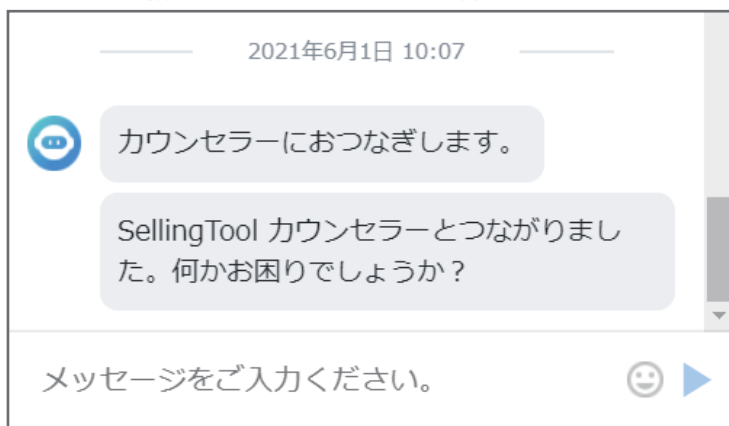 2021年6月1日 10:07
カウンセラーにおつなぎします。
SellingTool カウンセラーとつながりまし
た。何かお困りでしょうか？
メッセージをご入力ください。